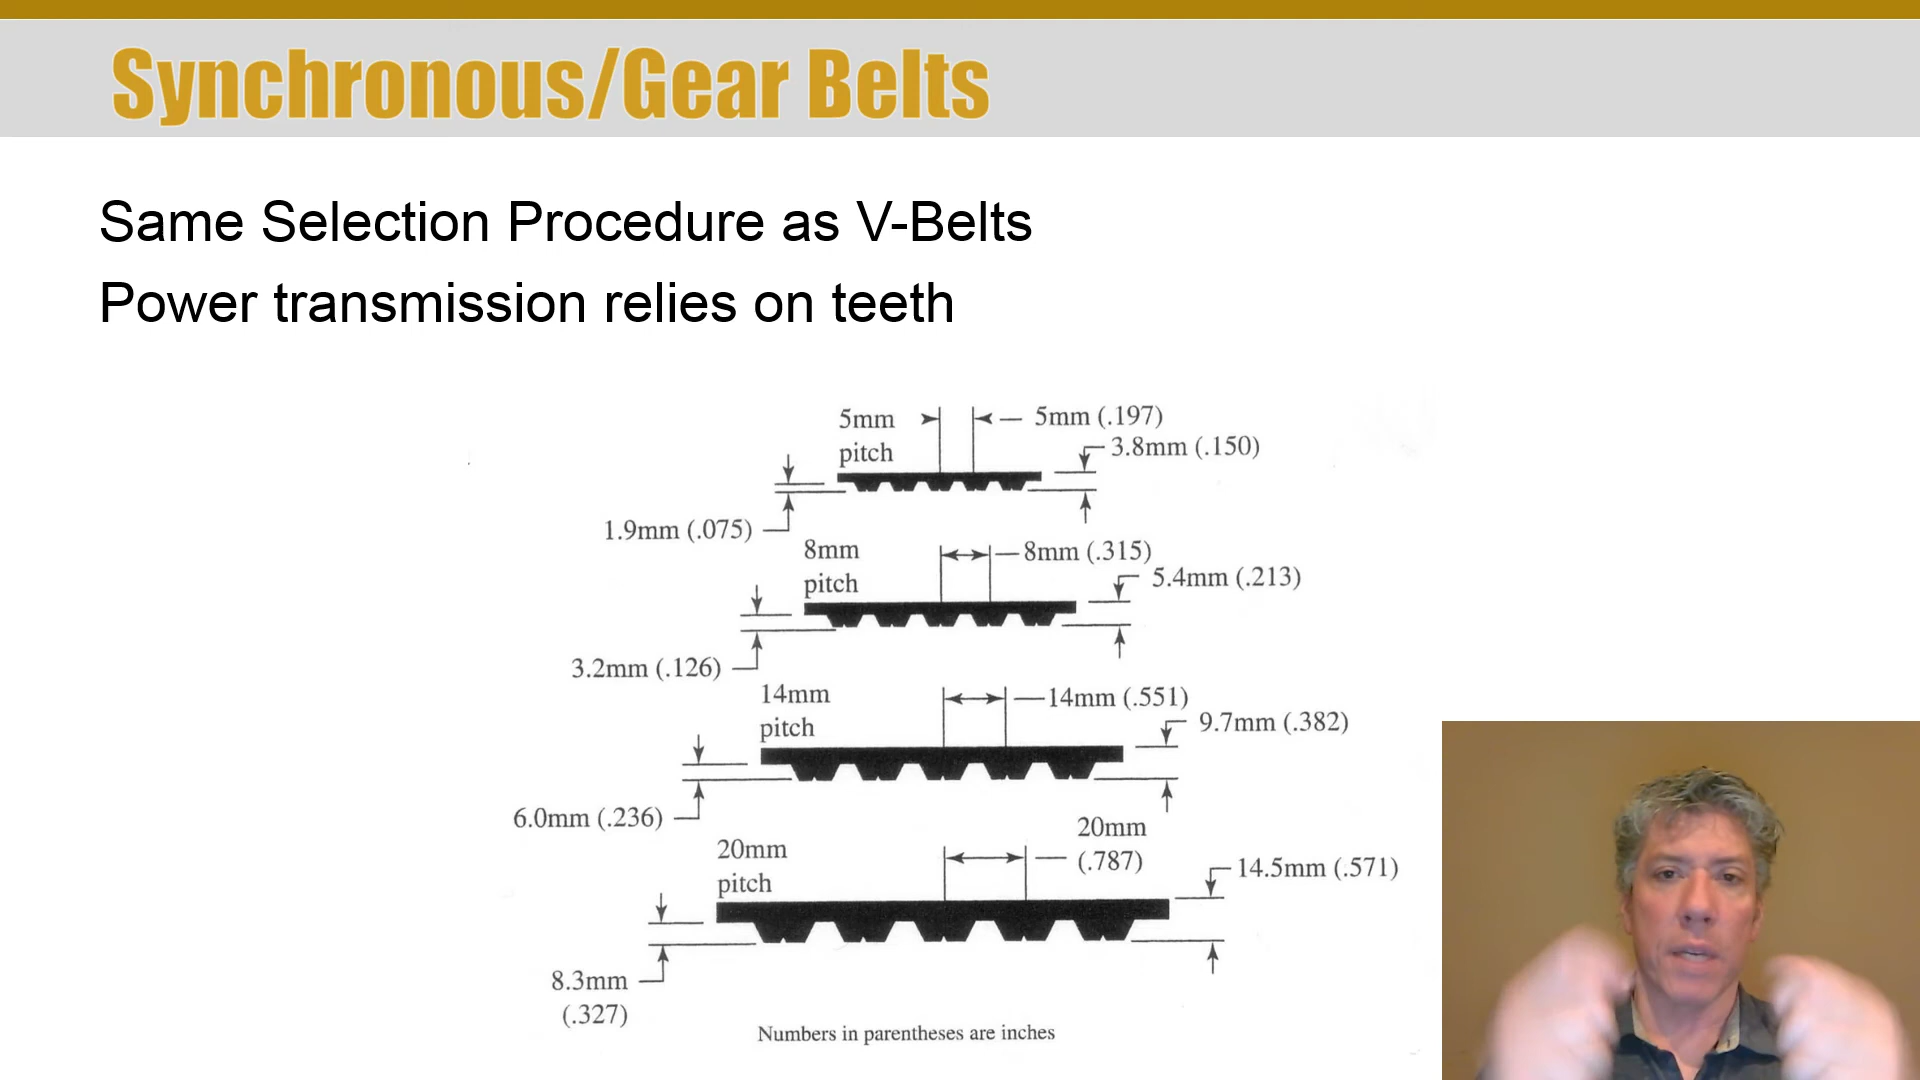 Synchronous/Gear Belts
Same Selection Procedure as V-Belts
Power transmission relies on teeth
5mm
pitch
5mm (.197)
3.8mm (.150)
1.9mm (.075)
8mm
pitch
8mm (.315)
5.4mm (.213)
3.2mm (.126)
14mm
pitch
14mm (.551)
9.7mm (.382)
6.0mm (.236)
20mm
pitch
20mm
(.787)
14.5mm (.571)
8.3mm
(.327)
Numbers in parentheses are inches